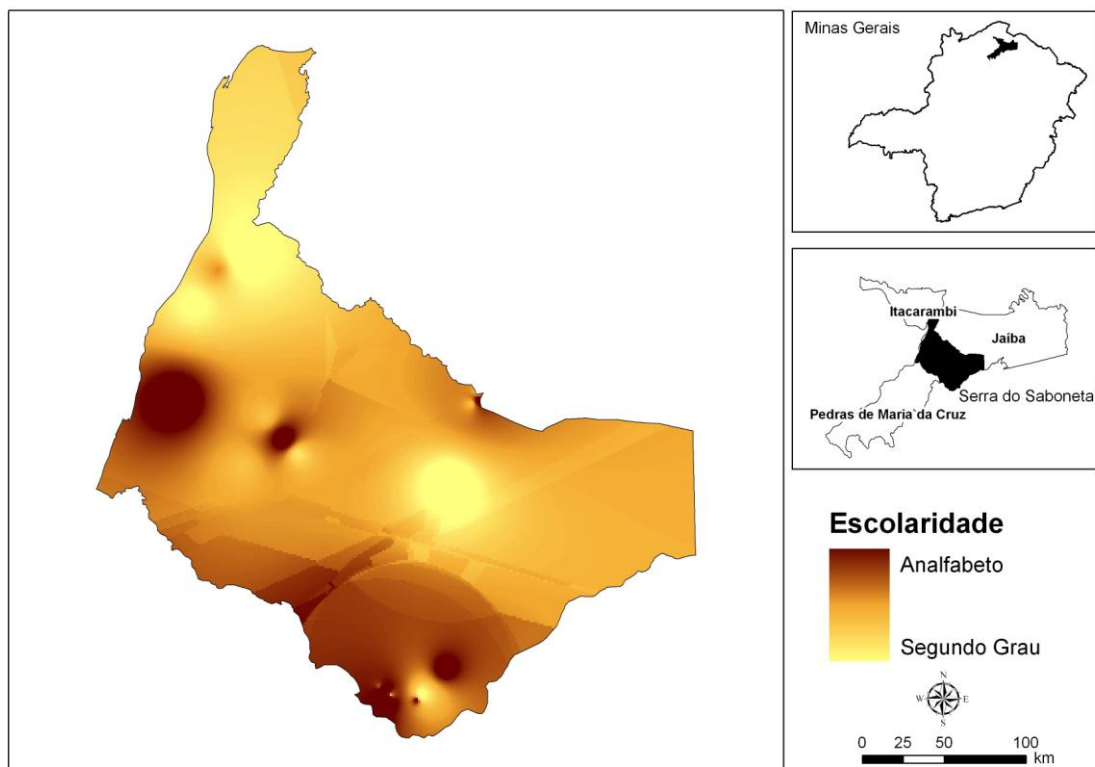 Minas Gerais
Itacarambi
Jaíba
Serra do Saboneta
Pedras de Maria da Cruz
Escolaridade
Analfabeto
Segundo Grau
N
W E
S
0 25 50 100
km